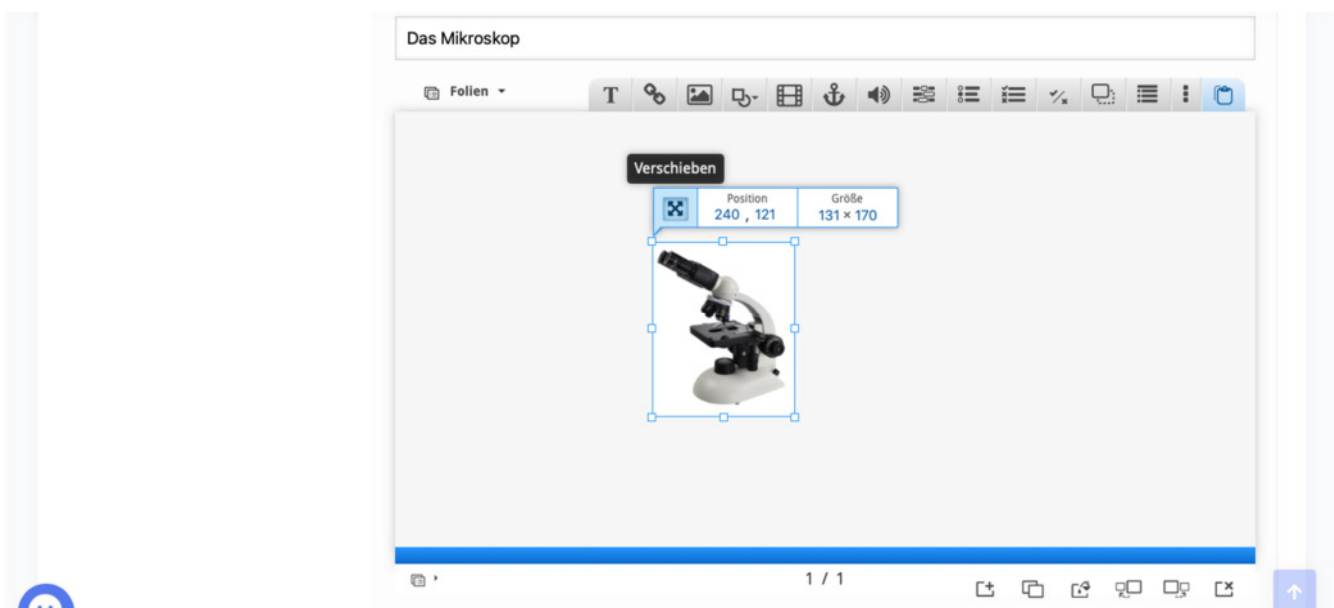 Das Mikroskop
Folien
Verschieben
Position
240 , 121
Größe
131 × 170
1 / 1